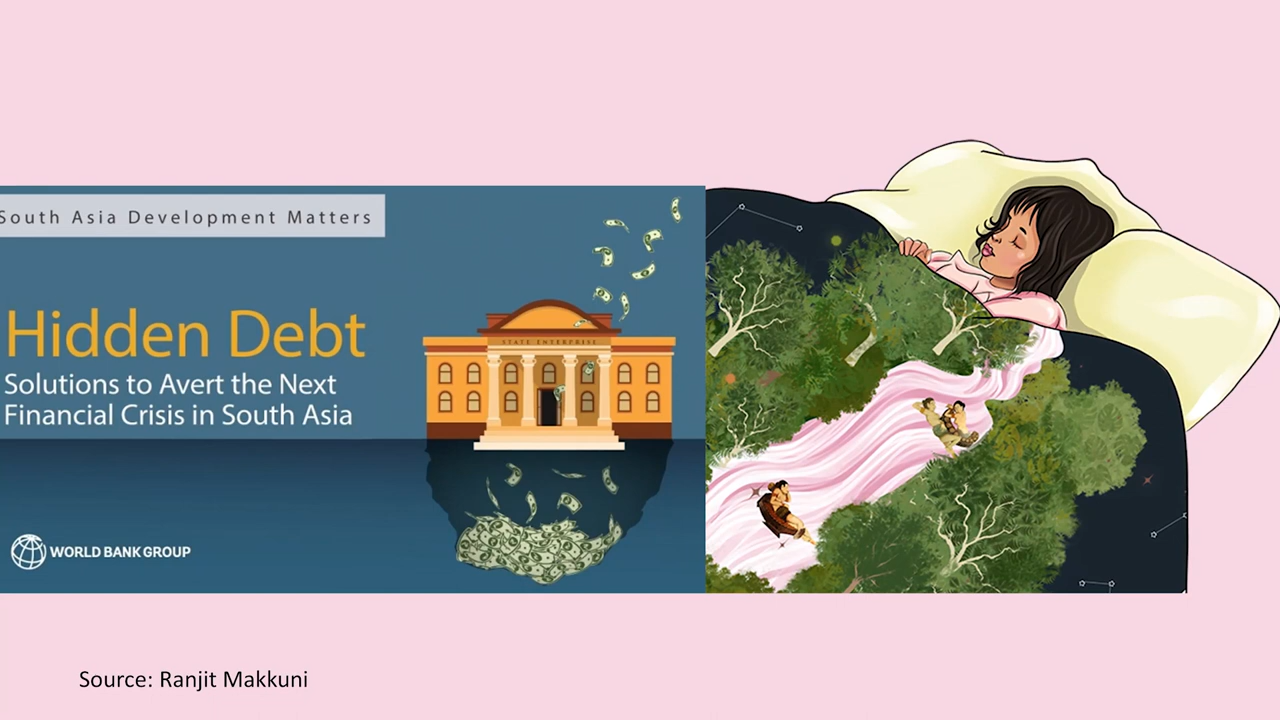 South Asia Development Matters
Hidden Debt
Solutions to Avert the Next
Financial Crisis in South Asia
STATE ENTERPRISE
WORLD BANK GROUP
Source: Ranjit Makkuni